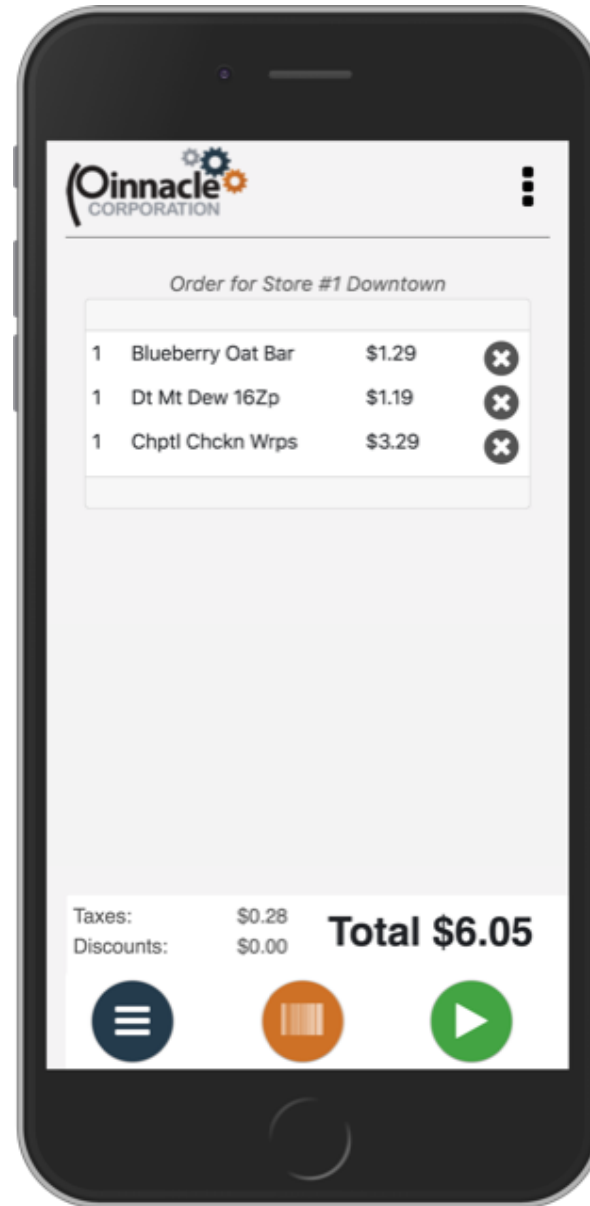 Pinnacle
CORPORATION
Order for Store #1 Downtown
1 Blueberry Oat Bar $1.29
1 Dt Mt Dew 16Zp $1.19
1 Chptl Chckn Wrps $3.29
Taxes: $0.28
Discounts: $0.00
Total $6.05